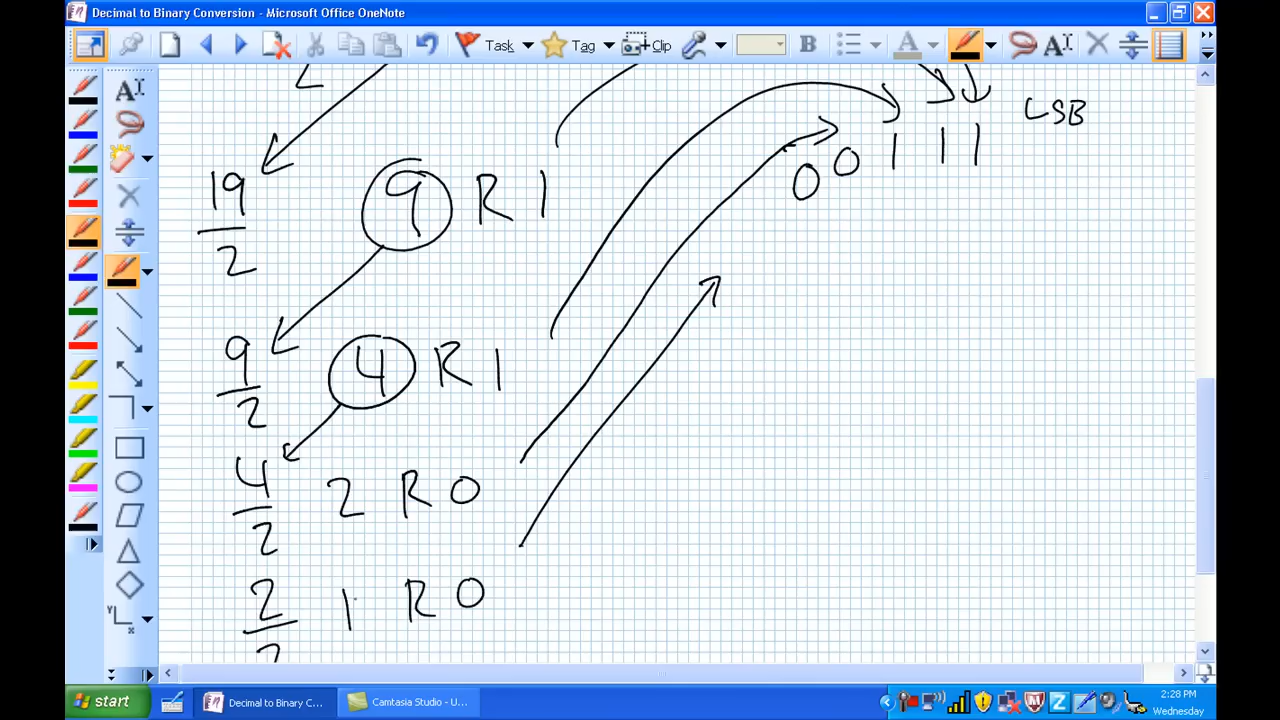 Decimal to Binary Conversion - Microsoft Office OneNote
Task Tag Clip B A A
LSB
0 0 1 1 1
19
2
9 R 1
9
2
4 R 1
4
2
2 R 0
2
2
1 R 0
start
Decimal to Binary C...
Camtasia Studio - U...
2:28 PM
Wednesday